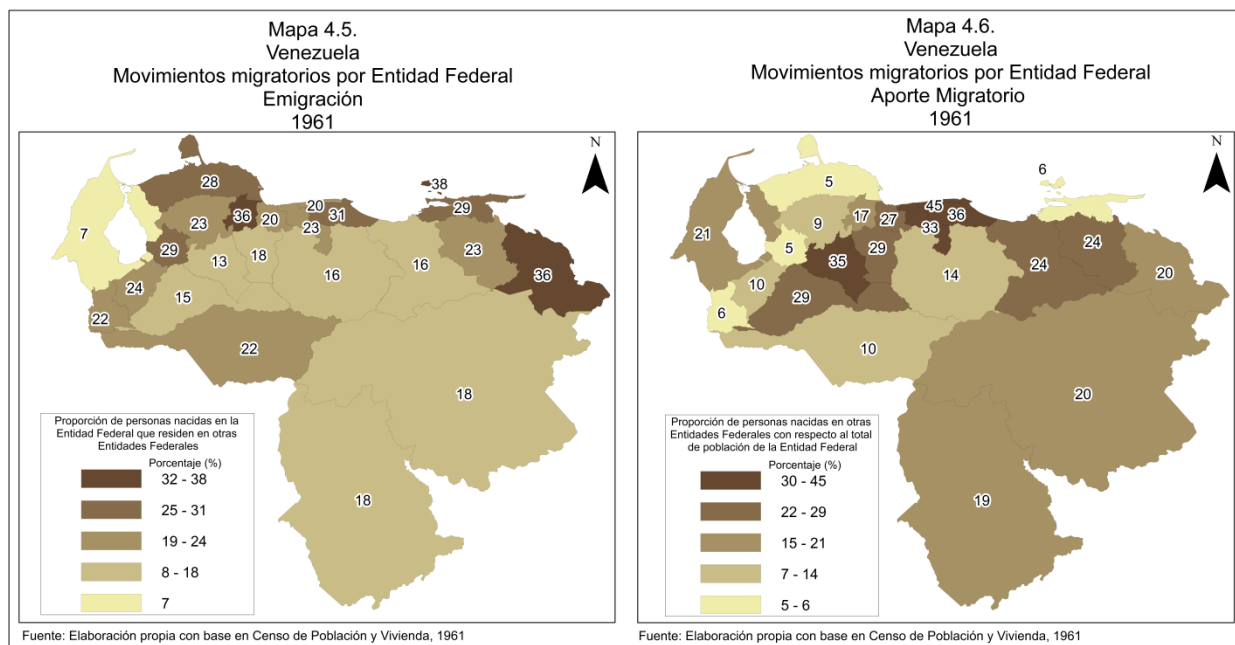 Mapa 4.5.
Venezuela
Movimientos migratorios por Entidad Federal
Emigración
1961
N
38
28
20
29
36
23
20
31
7
23
23
29
18
13
16
16
36
24
15
22
22
18
18
Proporción de personas nacidas en la
Entidad Federal que residen en otras
Entidades Federales
Porcentaje (%)
32 - 38
25 - 31
19 - 24
8 - 18
7
Fuente: Elaboración propia con base en Censo de Población y Vivienda, 1961
Mapa 4.6.
Venezuela
Movimientos migratorios por Entidad Federal
Aporte Migratorio
1961
N
6
5
45
17
27
36
9
33
21
5
29
24
35
24
20
14
10
29
6
10
20
19
Proporción de personas nacidas en otras
Entidades Federales con respecto al total
de población de la Entidad Federal
Porcentaje (%)
30 - 45
22 - 29
15 - 21
7 - 14
5 - 6
Fuente: Elaboración propia con base en Censo de Población y Vivienda, 1961